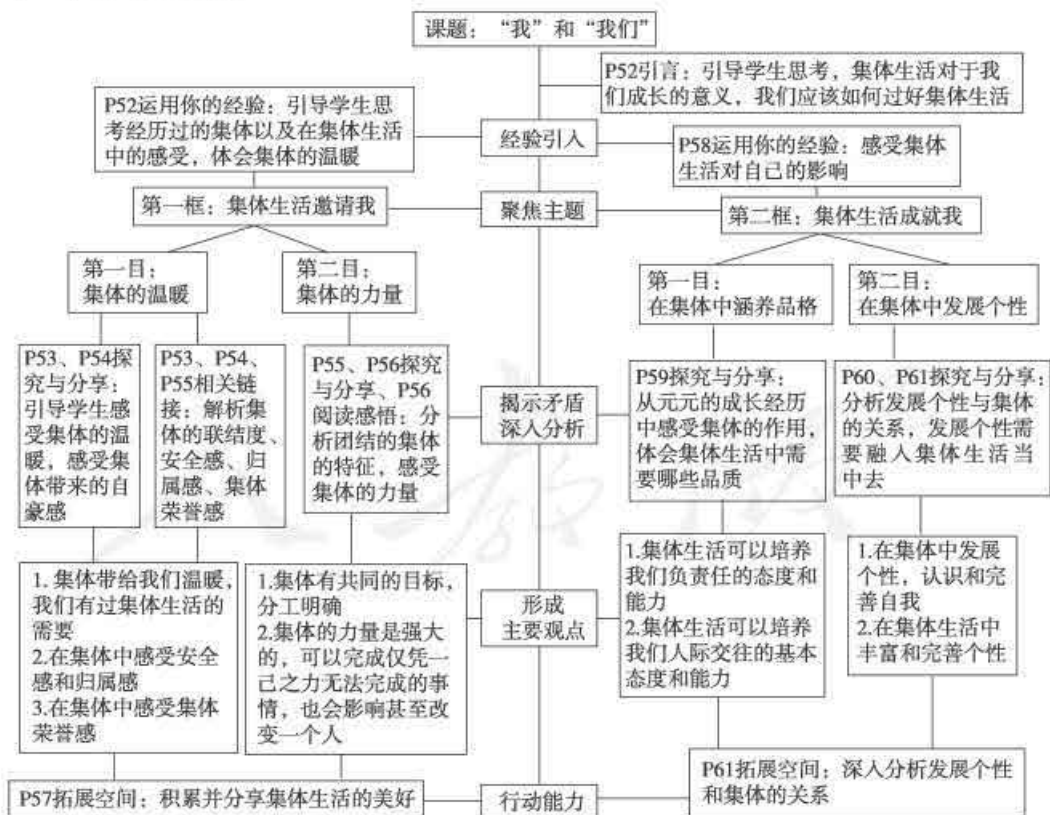 课题：“我”和“我们”
P52引言：引导学生思考，集体生活对于我
们成长的意义，我们应该如何过好集体生活
P52运用你的经验：引导学生思
考经历过的集体以及在集体生活
中的感受，体会集体的温暖
经验引入
P58运用你的经验：感受集体
生活对自己的影响
第一框：集体生活邀请我
聚焦主题
第二框：集体生活成就我
第一目：
集体的温暖
第二目：
集体的力量
第一目：
在集体中涵养品格
第二目：
在集体中发展个性
P53、P54探
究与分享：
引导学生感
受集体的温
暖，感受集
体带来的自
豪感
P53、P54、
P55相关链
接：解析集
体的联结度、
安全感、归
属感、集体
荣誉感
P55、P56探究
与分享、P56
阅读感悟：分
析团结的集体
的特征，感受
集体的力量
揭示矛盾
深入分析
P59探究与分享：
从元元的成长经历
中感受集体的作用，
体会集体生活中需
要哪些品质
P60、P61探究与分享：
分析发展个性与集体
的关系，发展个性需
要融入集体生活当
中去
1. 集体带给我们温暖，
我们有过集体生活的
需要
2.在集体中感受安全
感和归属感
3.在集体中感受集体
荣誉感
1.集体有共同的目标，
分工明确
2.集体的力量是强大
的，可以完成仅凭一
己之力无法完成的事
情，也会影响甚至改
变一个人
形成
主要观点
1.集体生活可以培养
我们负责任的态度和
能力
2.集体生活可以培养
我们人际交往的基本
态度和能力
1.在集体中发展
个性，认识和完
善自我
2.在集体生活中
丰富和完善个性
P57拓展空间：积累并分享集体生活的美好
行动能力
P61拓展空间：深入分析发展个性
和集体的关系